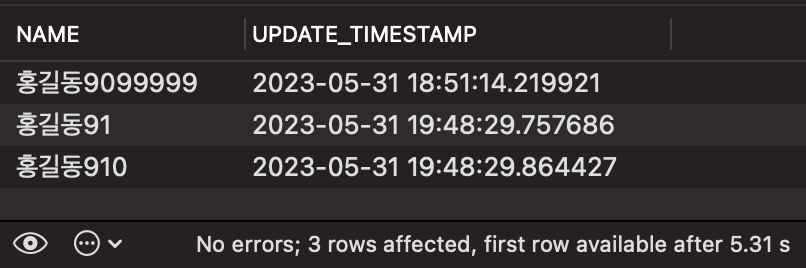 NAME UPDATE_TIMESTAMP
홍길동9099999 2023-05-31 18:51:14.219921
홍길동91 2023-05-31 19:48:29.757686
홍길동910 2023-05-31 19:48:29.864427
No errors; 3 rows affected, first row available after 5.31 s